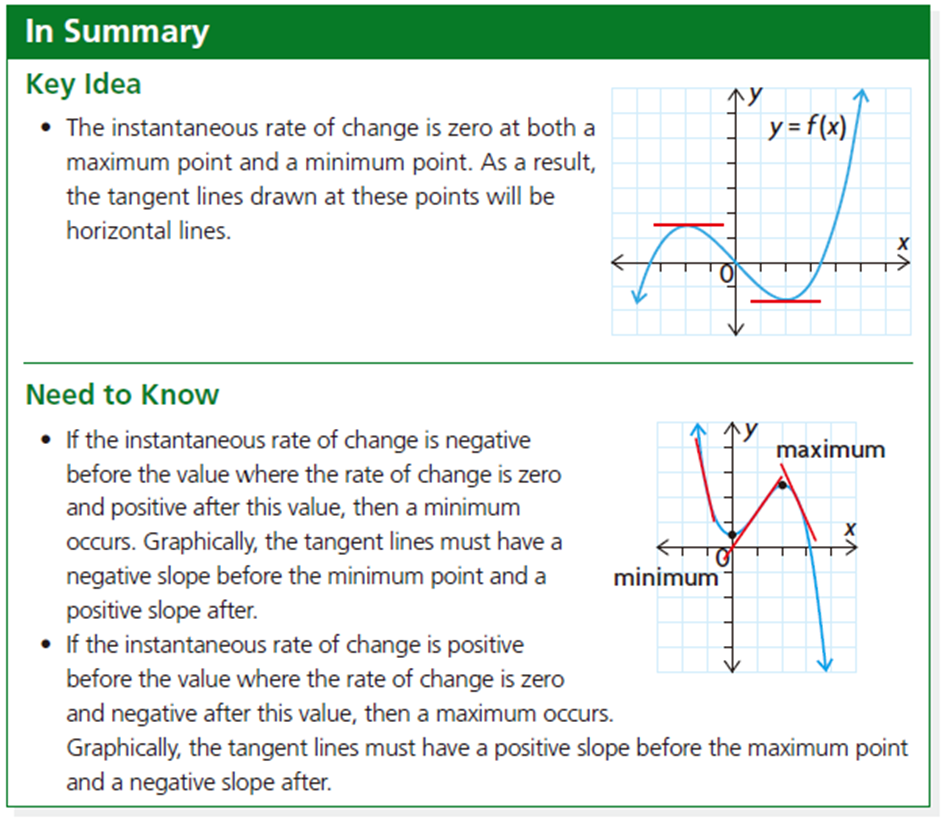 In Summary
Key Idea
• The instantaneous rate of change is zero at both a
maximum point and a minimum point. As a result,
the tangent lines drawn at these points will be
horizontal lines.
y
y = f(x)
x
0
Need to Know
• If the instantaneous rate of change is negative
before the value where the rate of change is zero
and positive after this value, then a minimum
occurs. Graphically, the tangent lines must have a
negative slope before the minimum point and a
positive slope after.
• If the instantaneous rate of change is positive
before the value where the rate of change is zero
and negative after this value, then a maximum occurs.
Graphically, the tangent lines must have a positive slope before the maximum point
and a negative slope after.
y
maximum
x
0
minimum